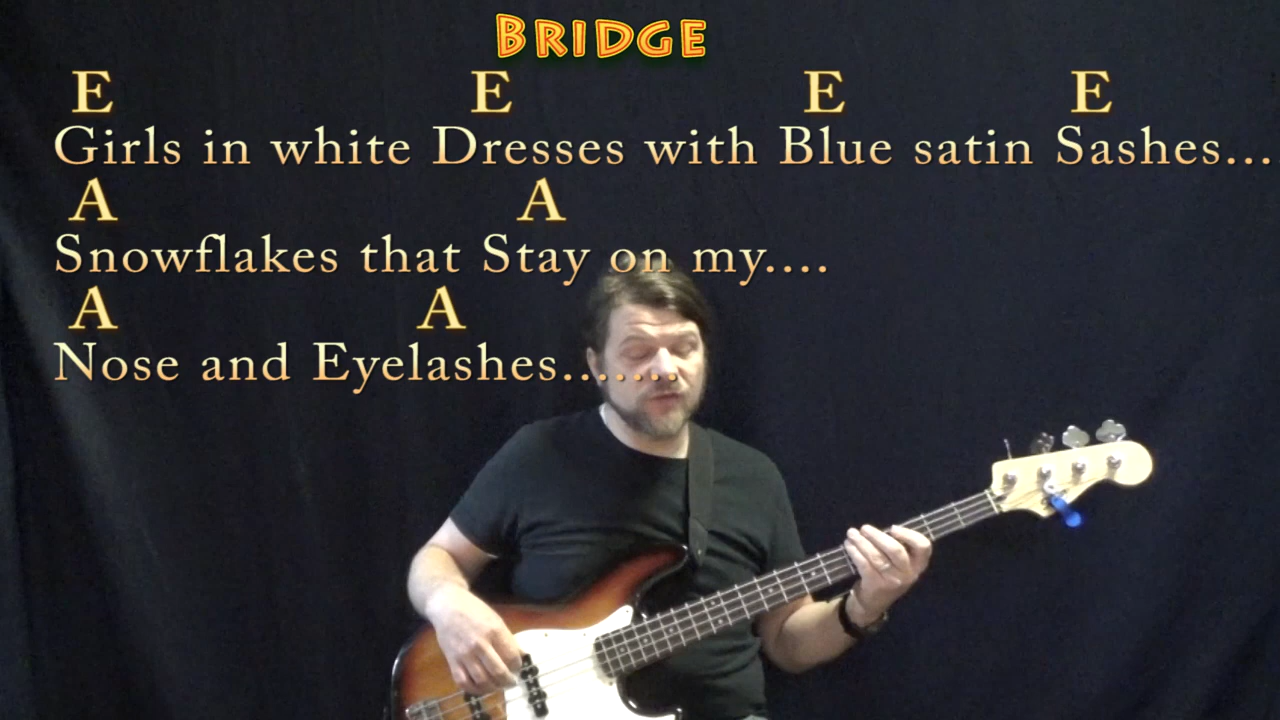 BRIDGE
E E E E
Girls in white Dresses with Blue satin Sashes...
A A
Snowflakes that Stay on my....
A A
Nose and Eyelashes.......